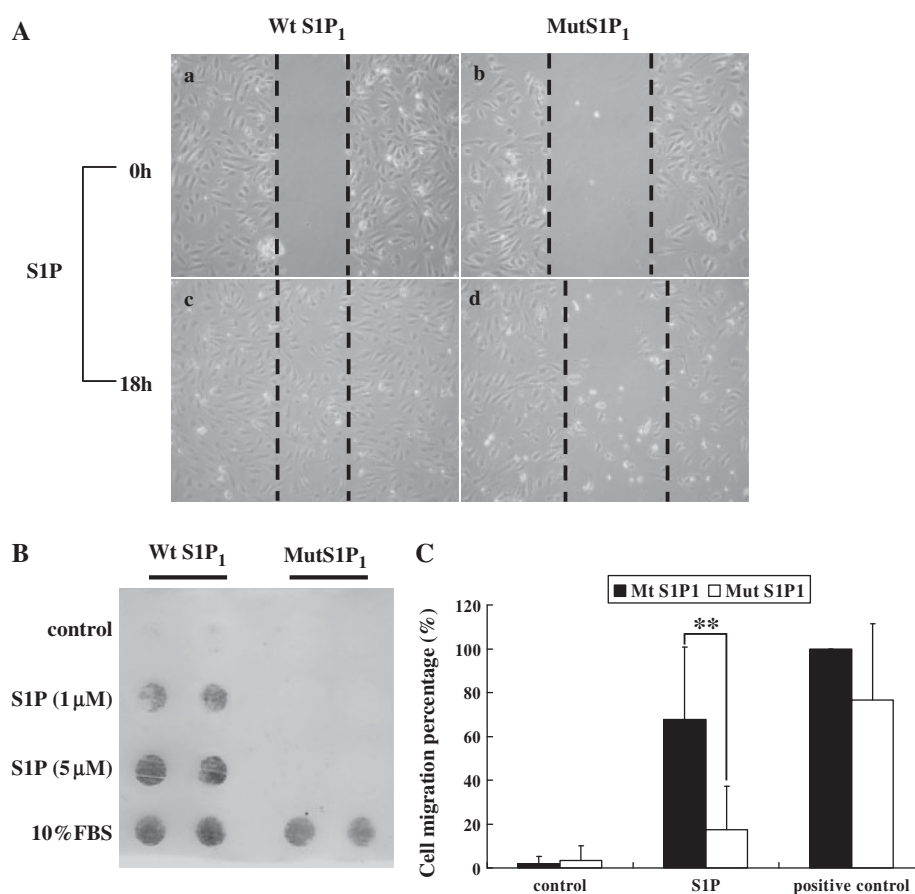 A
Wt S1P1
MutS1P1
a
b
S1P
0h
c
d
18h
B
Wt S1P1
MutS1P1
control
S1P (1 μM)
S1P (5 μM)
10%FBS
C
Mt S1P1
Mut S1P1
Cell migration percentage (%)
120
100
80
60
40
20
0
**
control
S1P
positive control